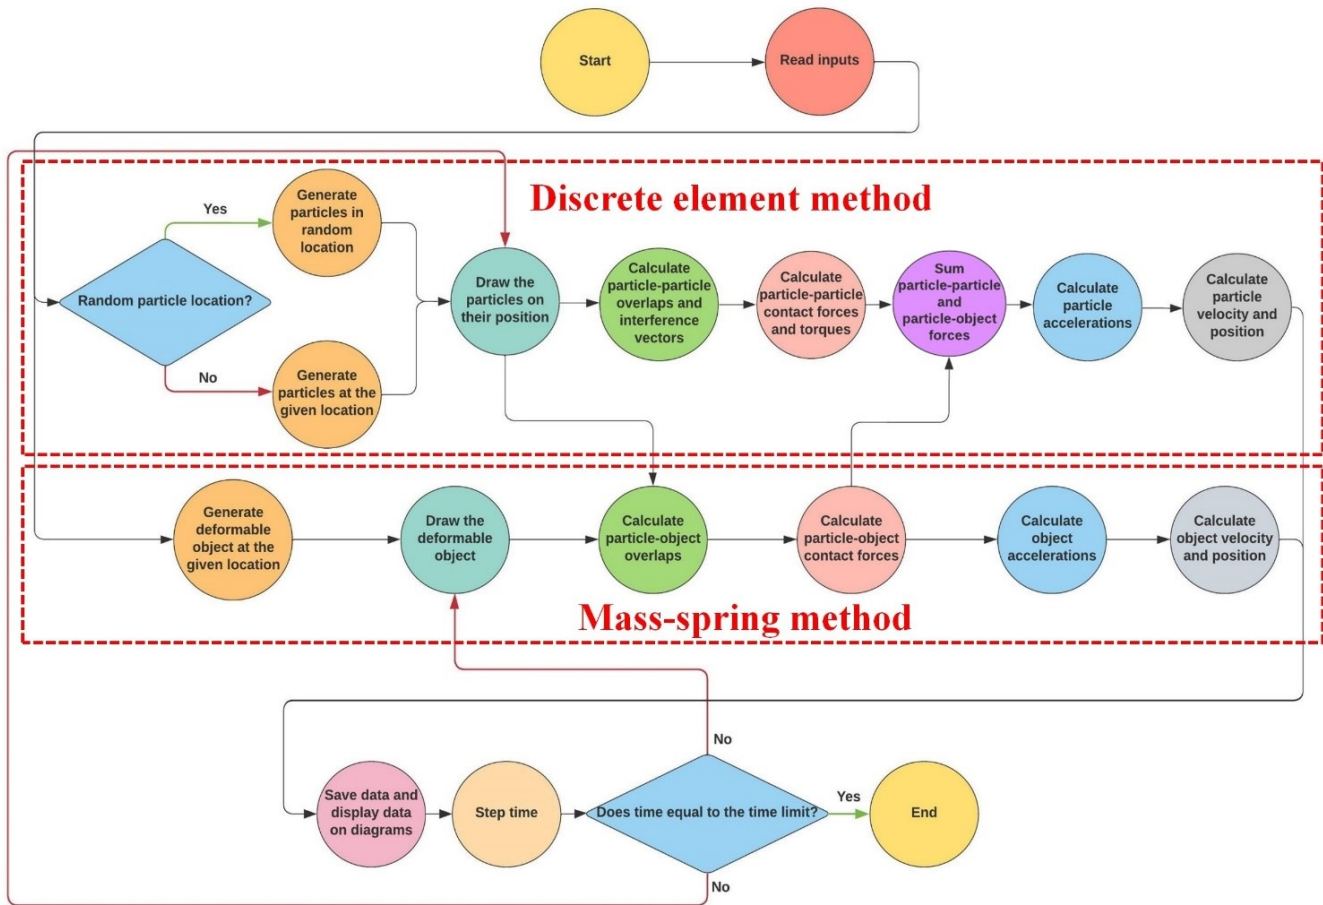 Start
Read inputs
Discrete element method
Yes
Generate
particles in
random
location
Random particle location?
No
Generate
particles at the
given location
Draw the
particles on
their position
Calculate
particle-particle
overlaps and
interference
vectors
Calculate
particle-particle
contact forces
and torques
Sum
particle-particle
and
particle-object
forces
Calculate
particle
accelerations
Calculate
particle
velocity and
position
Generate
deformable
object at the
given location
Draw the
deformable
object
Calculate
particle-object
overlaps
Calculate
particle-object
contact forces
Calculate
object
accelerations
Calculate
object velocity
and position
Mass-spring method
Save data and
display data
on diagrams
Step time
No
Does time equal to the time limit?
No
Yes
End